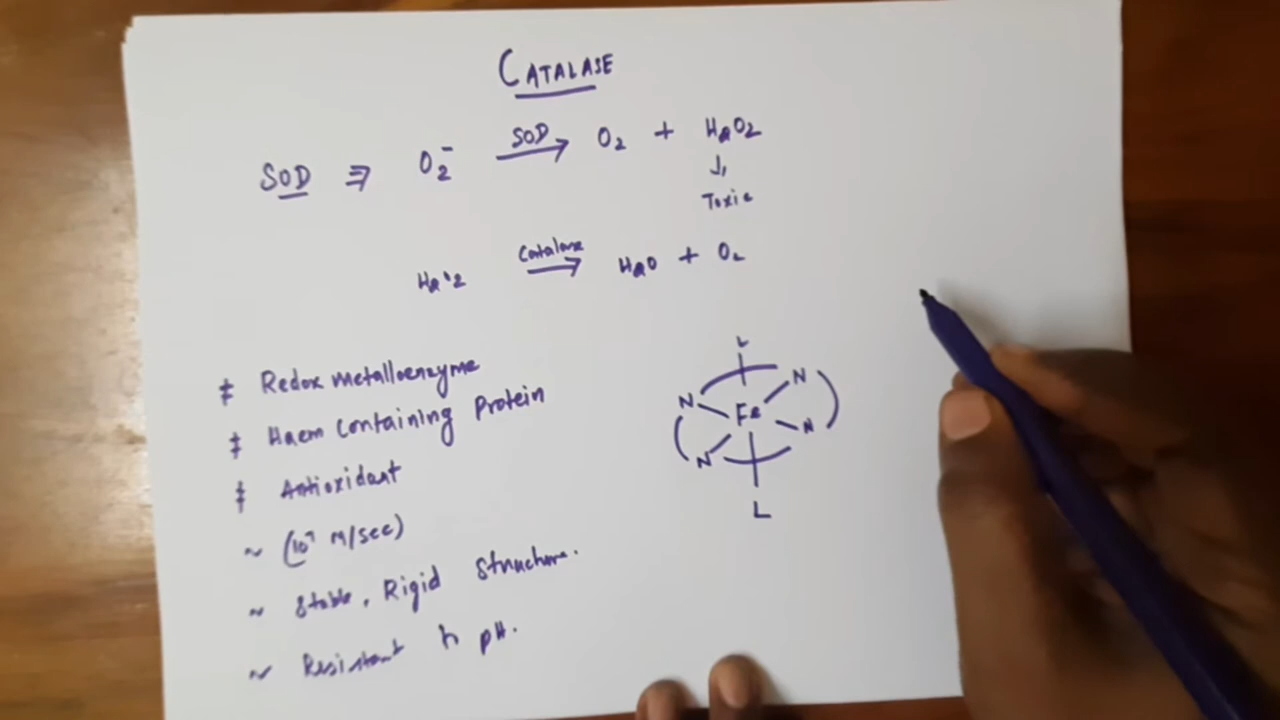 CATALASE
SOD ⇒ O₂⁻ SOD → O₂ + H₂O₂
↓
Toxic
H₂O₂ Catalase → H₂O + O₂
‡ Redox metalloenzyme
‡ Haem containing Protein
‡ Antioxidant
~ (10⁷ M/sec)
~ Stable, Rigid structure.
~ Resistant to pH.
L
N N
Fe
N N
L